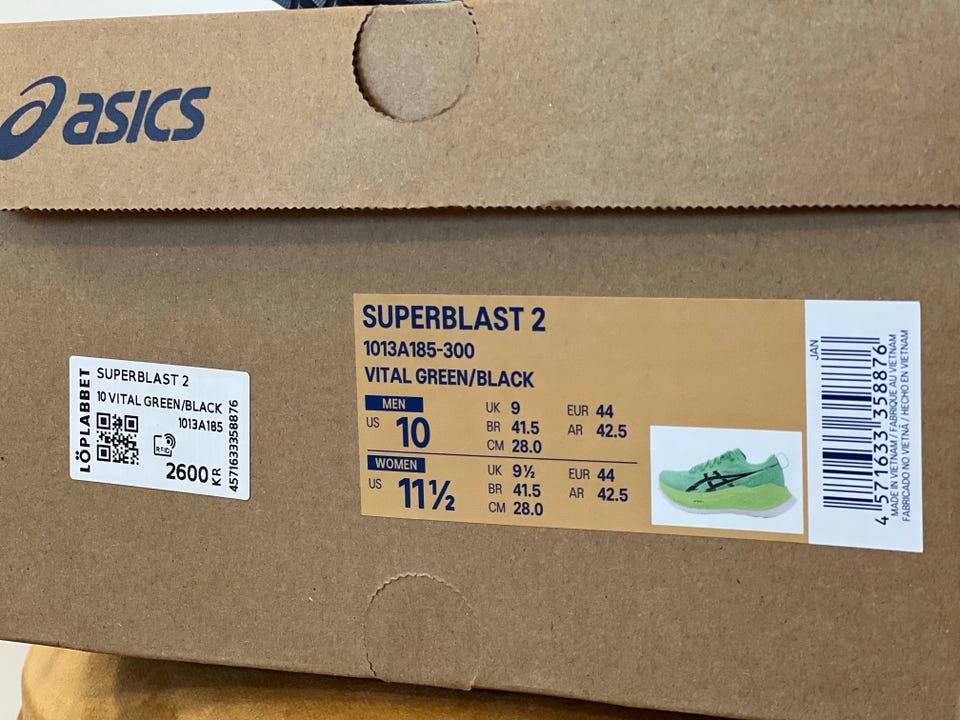 asics
LÖPLABBET
SUPERBLAST 2
10 VITAL GREEN/BLACK
1013A185
RFID
2600 KR
4571633358876
SUPERBLAST 2
1013A185-300
VITAL GREEN/BLACK
MEN
US 10
UK 9
BR 41.5
CM 28.0
EUR 44
AR 42.5
WOMEN
US 11½
UK 9½
BR 41.5
CM 28.0
EUR 44
AR 42.5
JAN
4 571633 358876
MADE IN VIETNAM / FABRIQUÉ AU VIETNAM
FABRICADO NO VIETNÃ / HECHO EN VIETNAM